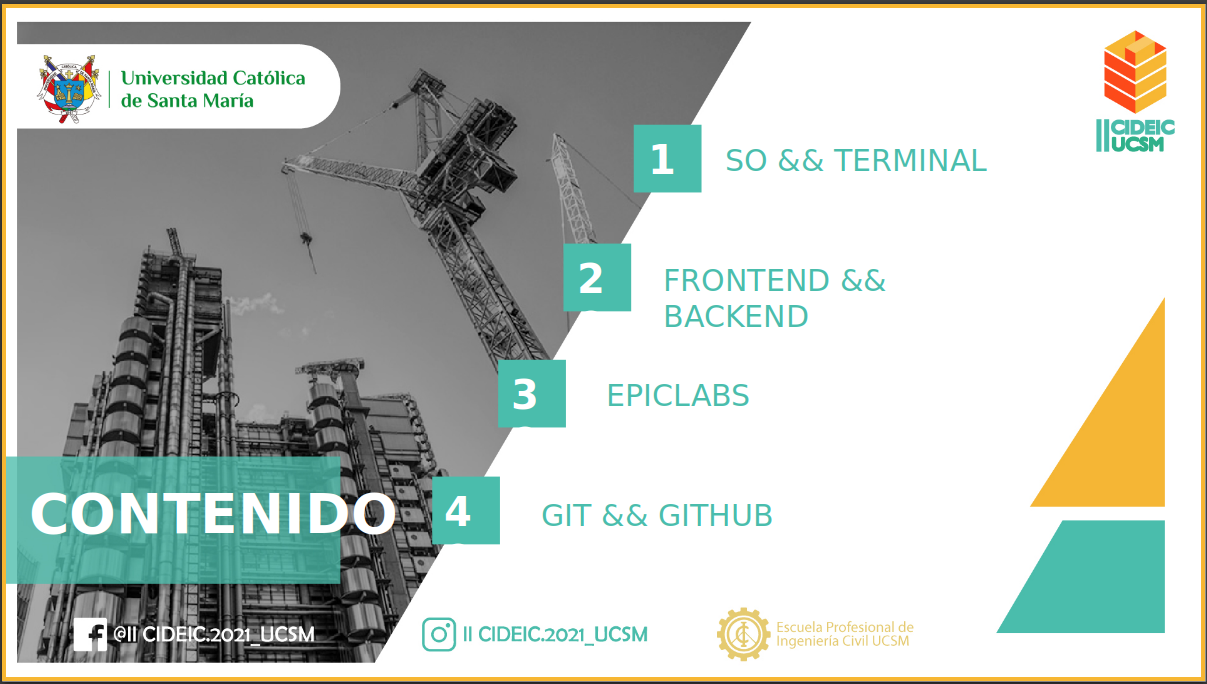 Universidad Católica
de Santa María
II CIDEIC
UCSM
1 SO && TERMINAL
2 FRONTEND &&
BACKEND
3 EPICLABS
CONTENIDO
4 GIT && GITHUB
@II CIDEIC.2021_UCSM
II CIDEIC.2021_UCSM
Escuela Profesional de
Ingeniería Civil UCSM